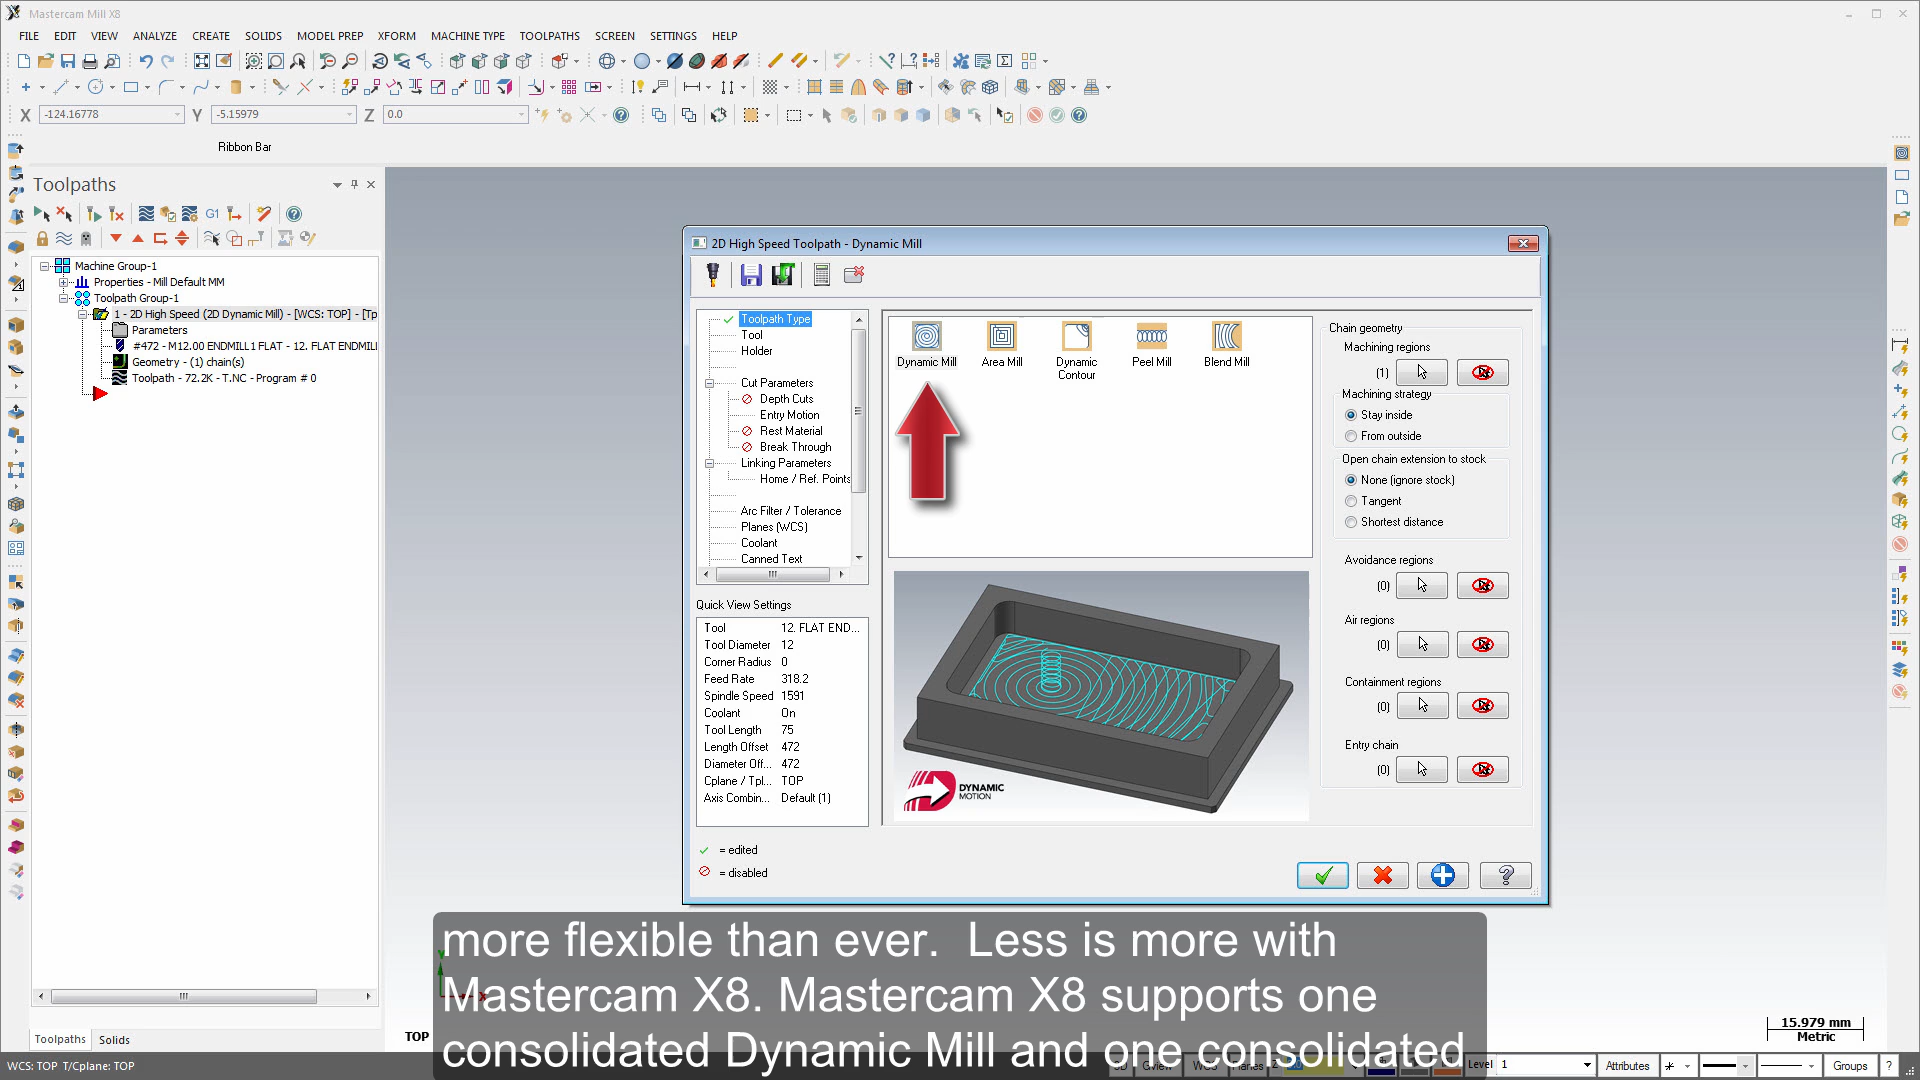 Mastercam Mill X8
FILE EDIT VIEW ANALYZE CREATE SOLIDS MODEL PREP XFORM MACHINE TYPE TOOLPATHS SCREEN SETTINGS HELP
X -124.16778 Y -5.15979 Z 0.0
Ribbon Bar
Toolpaths
G1
Machine Group-1
Properties - Mill Default MM
Toolpath Group-1
1 - 2D High Speed (2D Dynamic Mill) - [WCS: TOP] - [Tp
Parameters
#472 - M12.00 ENDMILL1 FLAT - 12. FLAT ENDMIL
Geometry - (1) chain(s)
Toolpath - 72.2K - T.NC - Program # 0
Toolpaths Solids
2D High Speed Toolpath - Dynamic Mill
Toolpath Type
Tool
Holder
Cut Parameters
Depth Cuts
Entry Motion
Rest Material
Break Through
Linking Parameters
Home / Ref. Points
Arc Filter / Tolerance
Planes (WCS)
Coolant
Canned Text
Quick View Settings
Tool 12. FLAT END...
Tool Diameter 12
Corner Radius 0
Feed Rate 318.2
Spindle Speed 1591
Coolant On
Tool Length 75
Length Offset 472
Diameter Off... 472
Cplane / Tpl... TOP
Axis Combin... Default (1)
= edited
= disabled
Dynamic Mill
Area Mill
Dynamic
Contour
Peel Mill
Blend Mill
DYNAMIC
MOTION
Chain geometry
Machining regions
(1)
Machining strategy
Stay inside
From outside
Open chain extension to stock
None (ignore stock)
Tangent
Shortest distance
Avoidance regions
(0)
Air regions
(0)
Containment regions
(0)
Entry chain
(0)
more flexible than ever. Less is more with
Mastercam X8. Mastercam X8 supports one
consolidated Dynamic Mill and one consolidated
TOP
15.979 mm
Metric
WCS: TOP T/Cplane: TOP
3D Gview WCS Planes Z Level 1 Attributes Groups ?